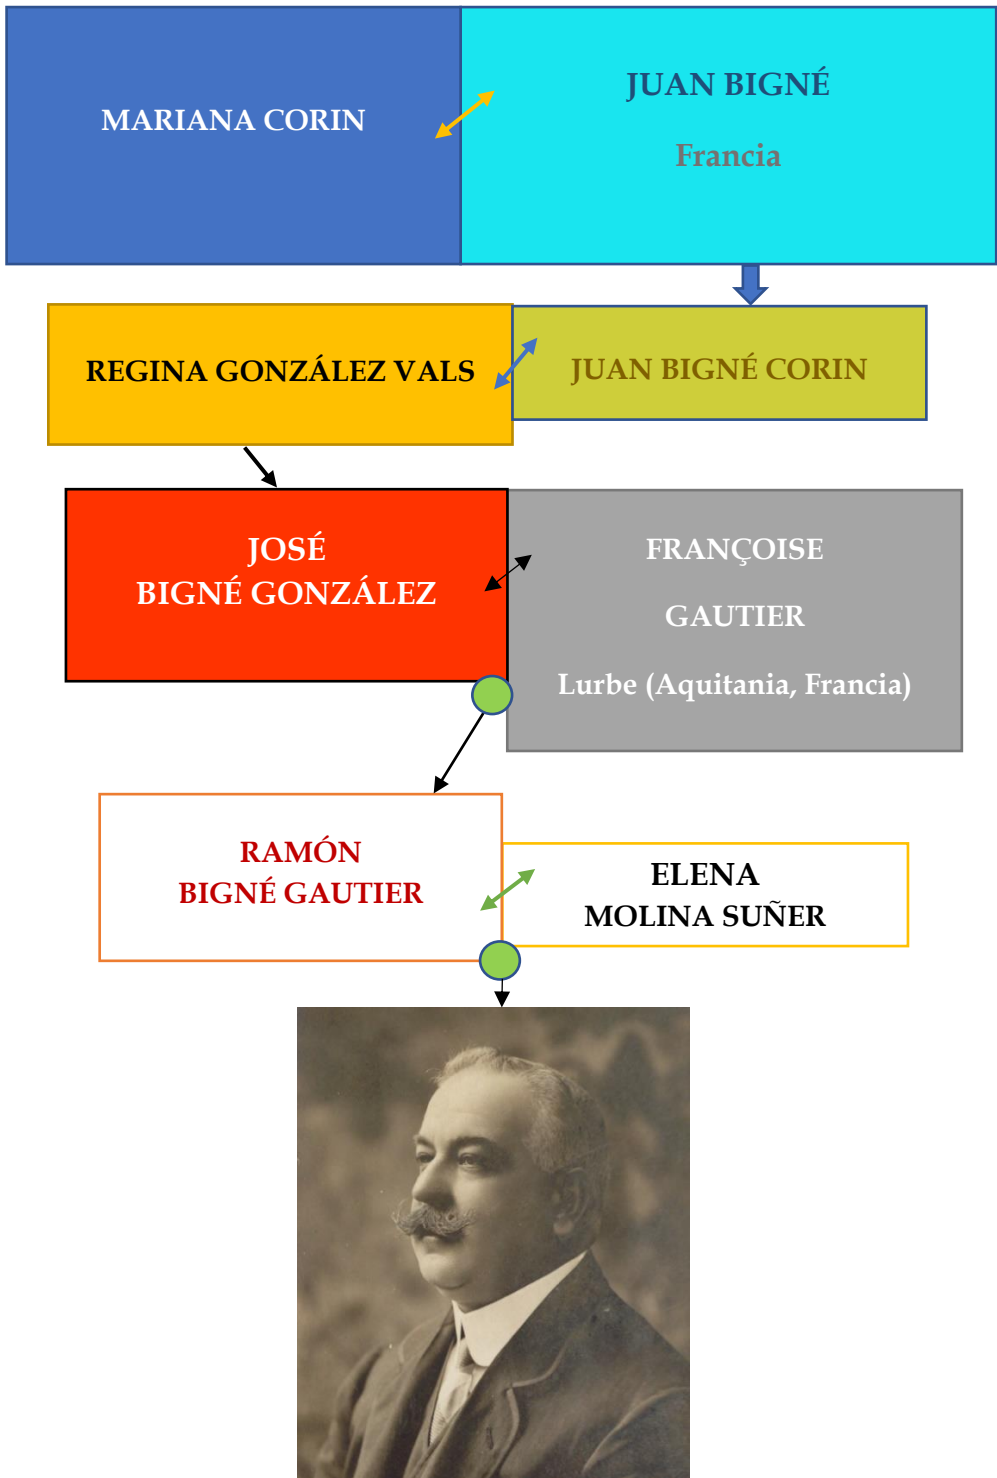 MARIANA CORIN
JUAN BIGNÉ
Francia
REGINA GONZÁLEZ VALS
JUAN BIGNÉ CORIN
JOSÉ
BIGNÉ GONZÁLEZ
FRANÇOISE
GAUTIER
Lurbe (Aquitania, Francia)
RAMÓN
BIGNÉ GAUTIER
ELENA
MOLINA SUÑER